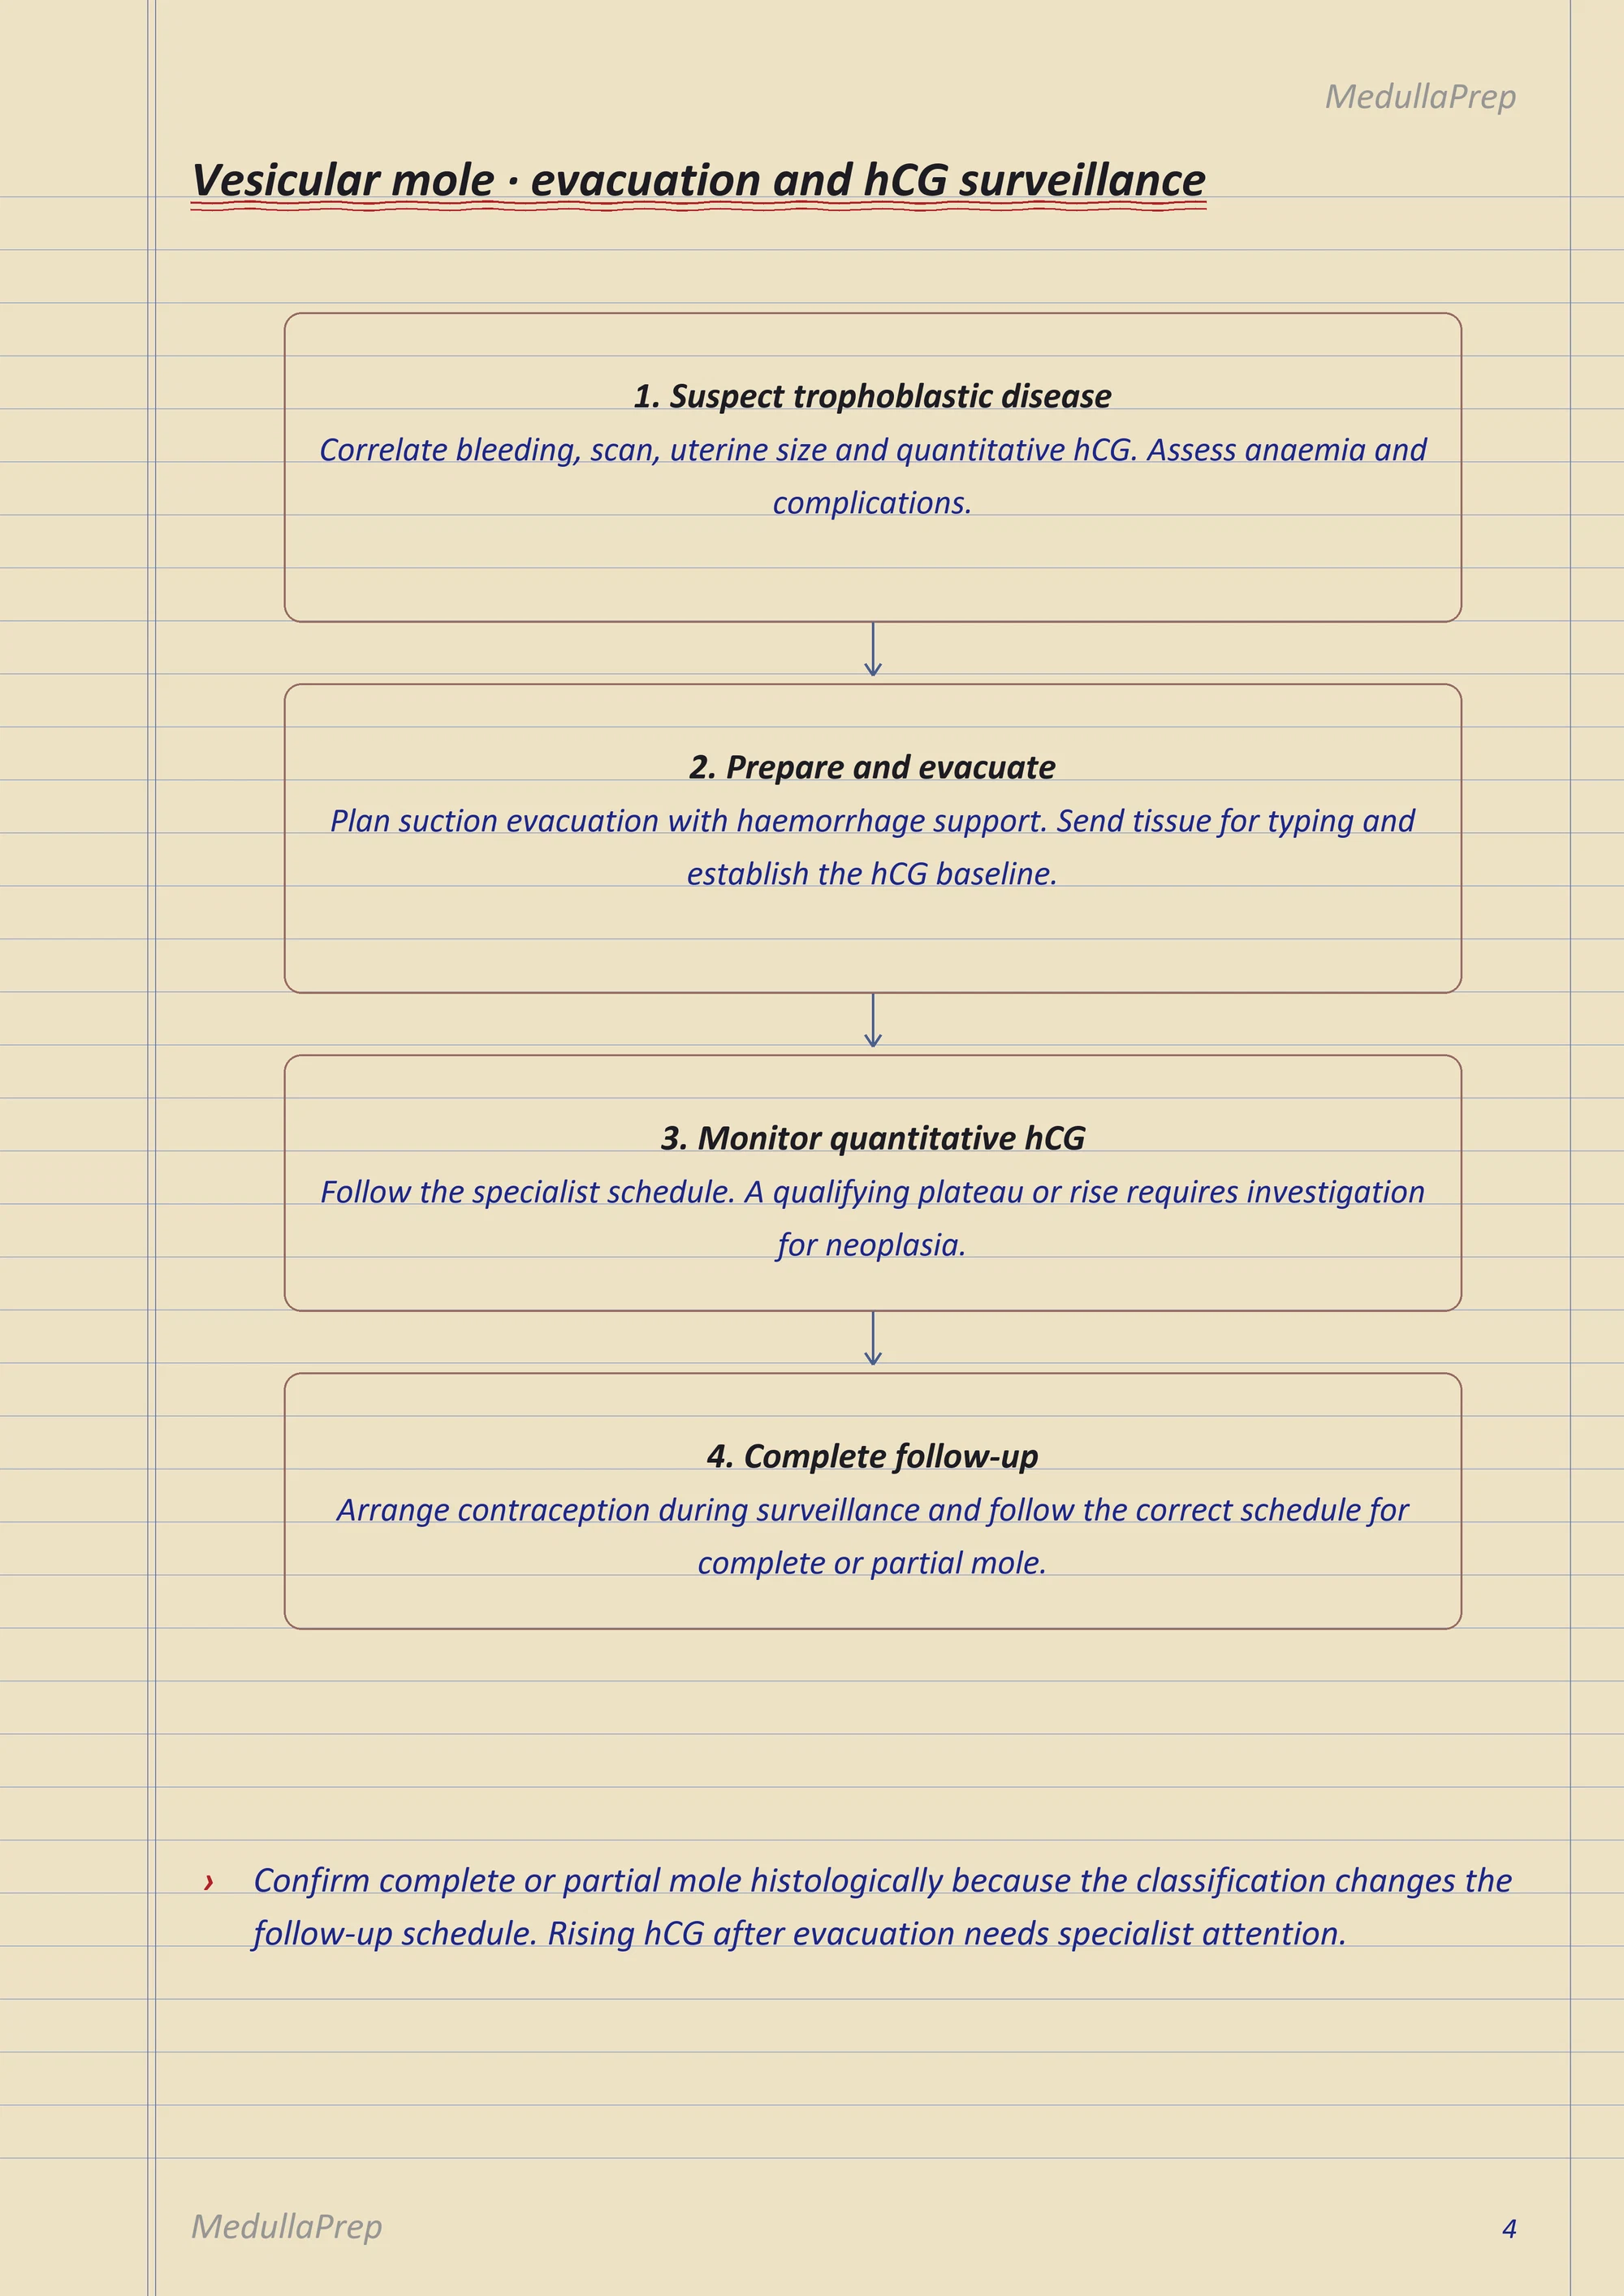 MedullaPrep
Vesicular mole · evacuation and hCG surveillance
1. Suspect trophoblastic disease
Correlate bleeding, scan, uterine size and quantitative hCG. Assess anaemia and
complications.
2. Prepare and evacuate
Plan suction evacuation with haemorrhage support. Send tissue for typing and
establish the hCG baseline.
3. Monitor quantitative hCG
Follow the specialist schedule. A qualifying plateau or rise requires investigation
for neoplasia.
4. Complete follow-up
Arrange contraception during surveillance and follow the correct schedule for
complete or partial mole.
› Confirm complete or partial mole histologically because the classification changes the
follow-up schedule. Rising hCG after evacuation needs specialist attention.
MedullaPrep
4